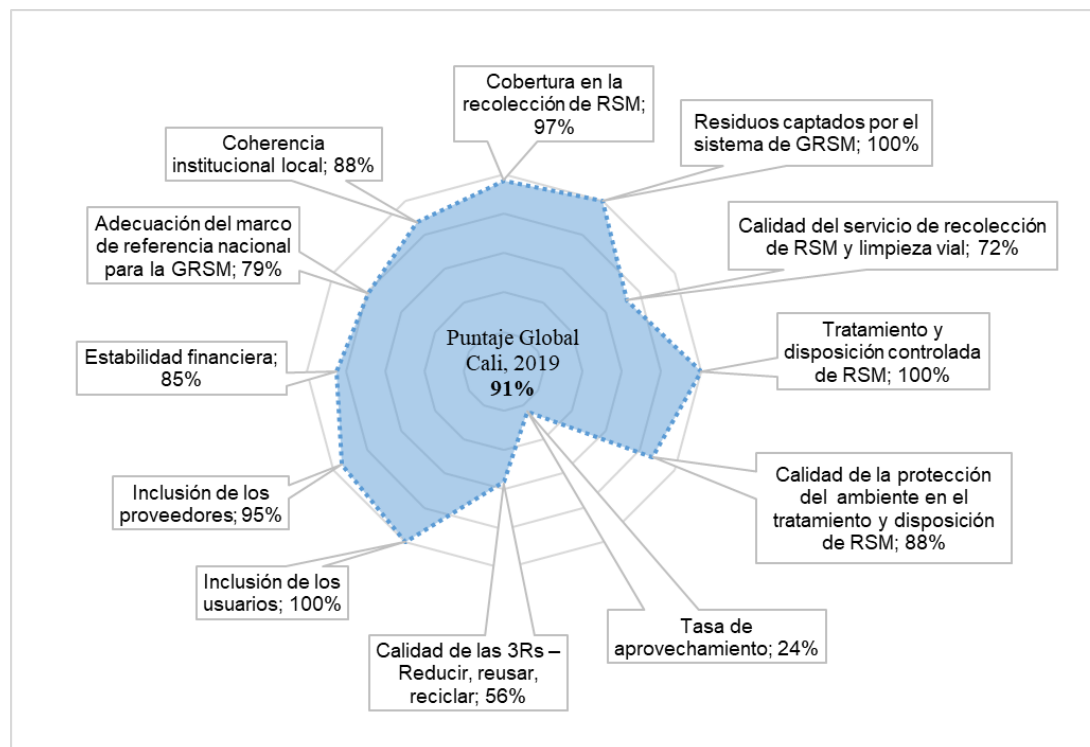 Cobertura en la
recolección de RSM;
97%
Residuos captados por el
sistema de GRSM; 100%
Calidad del servicio de recolección
de RSM y limpieza vial; 72%
Tratamiento y
disposición controlada
de RSM; 100%
Calidad de la protección
del ambiente en el
tratamiento y disposición
de RSM; 88%
Tasa de
aprovechamiento; 24%
Calidad de las 3Rs –
Reducir, reusar,
reciclar; 56%
Inclusión de los
usuarios; 100%
Inclusión de los
proveedores; 95%
Estabilidad financiera;
85%
Adecuación del marco
de referencia nacional
para la GRSM; 79%
Coherencia
institucional local; 88%
Puntaje Global
Cali, 2019
91%